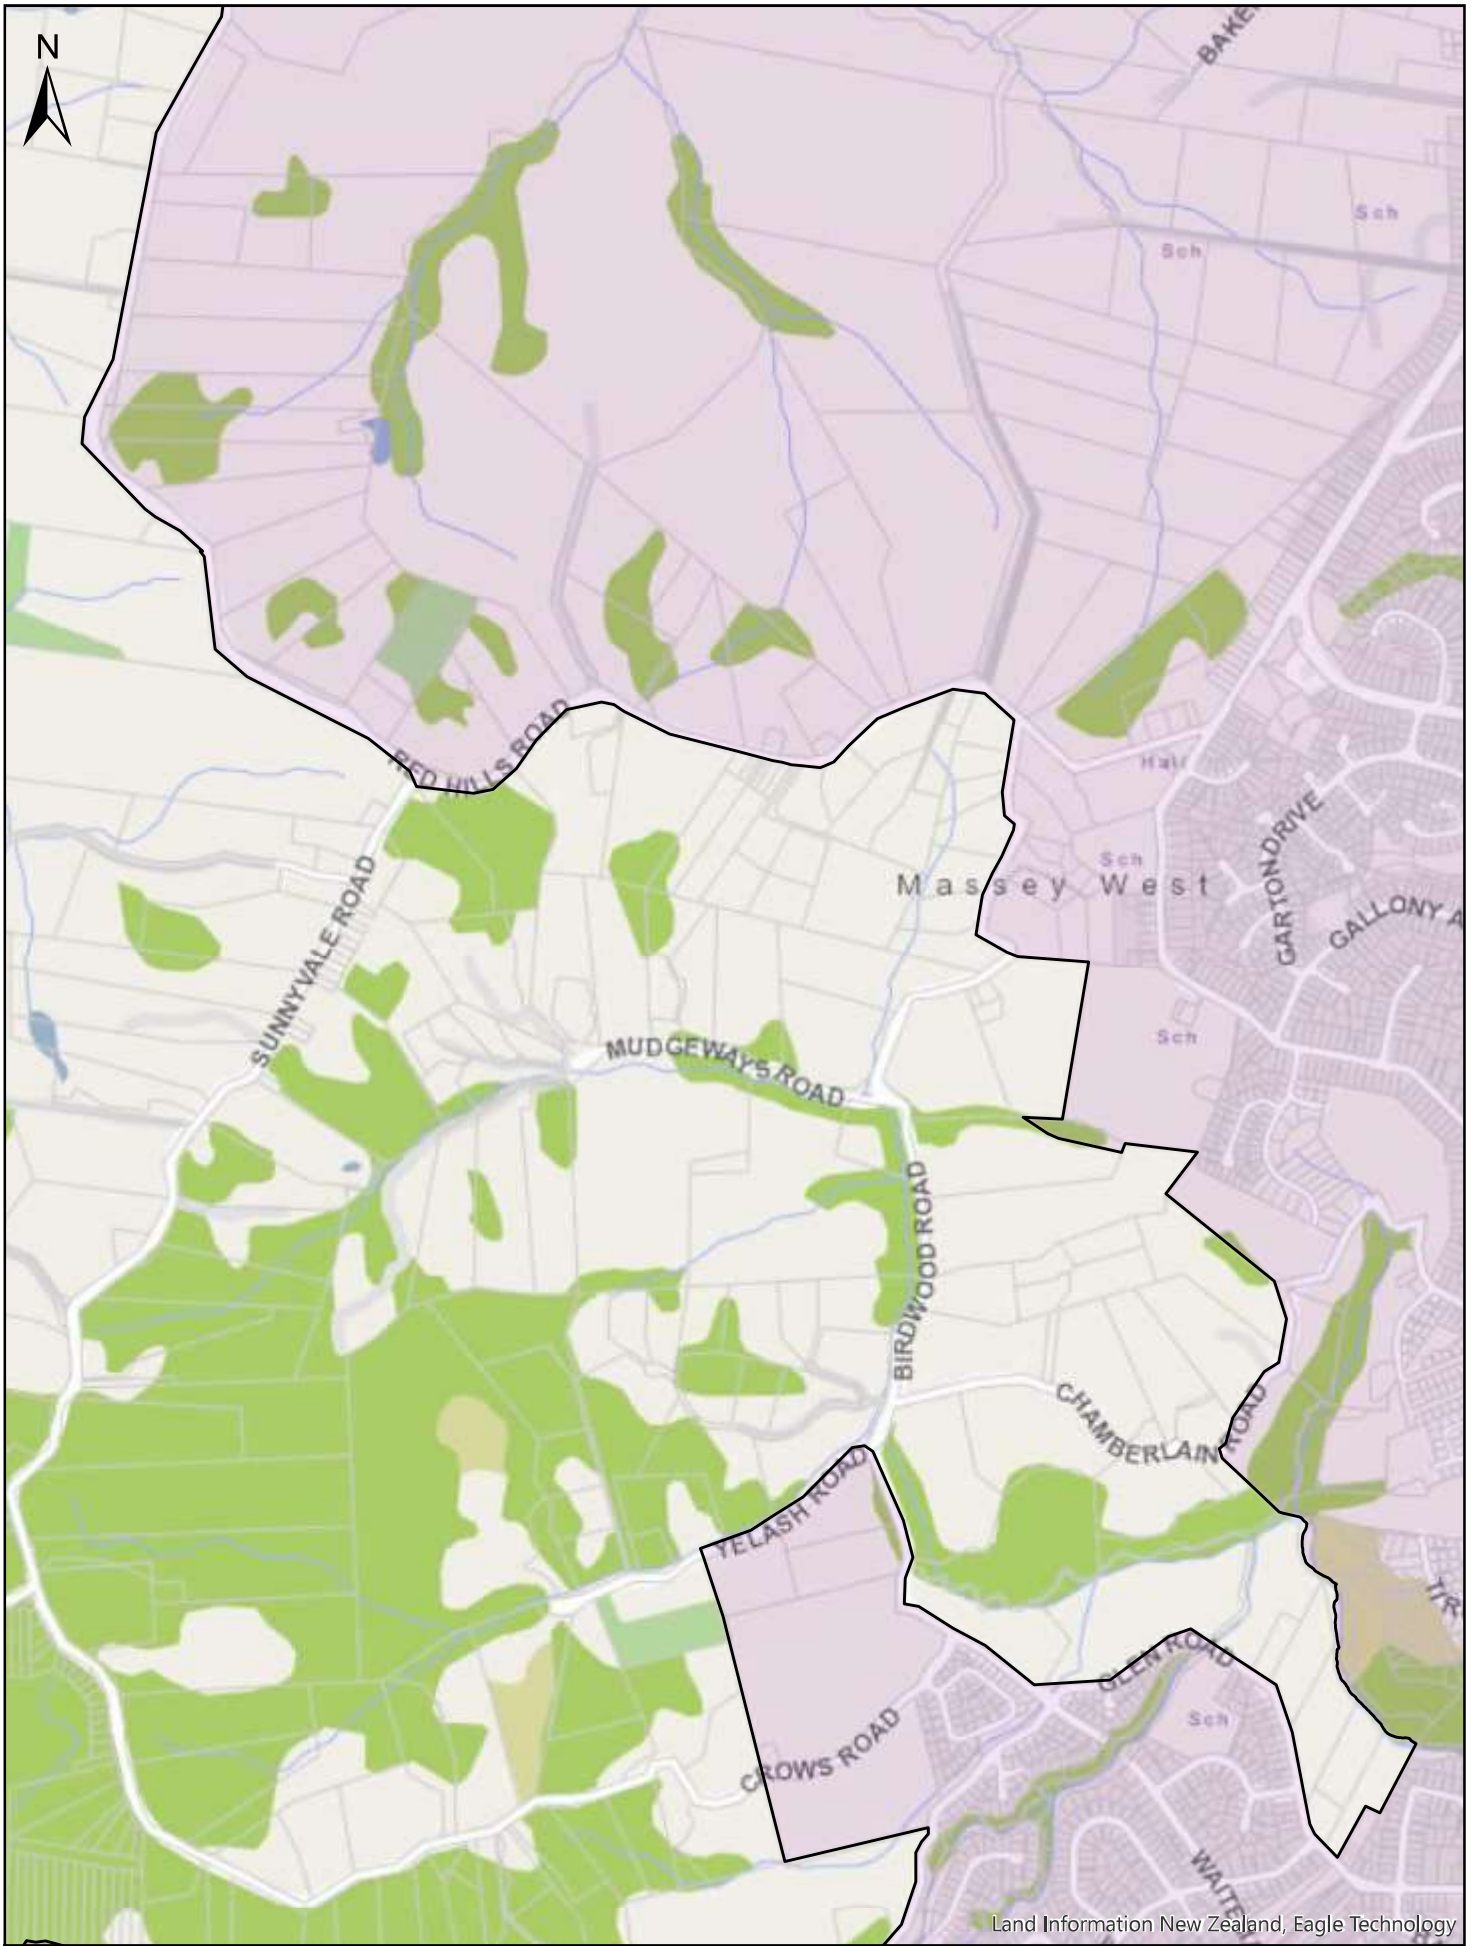 N
BAKE
Sch
Sch
RED HILLS ROAD
Hall
GARTON DRIVE
Sch
Massey West
GALLONY A
SUNNYVALE ROAD
Sch
MUDGEWAYS ROAD
BIRDWOOD ROAD
CHAMBERLAIN ROAD
YELASH ROAD
GLEN ROAD
Sch
CROWS ROAD
Land Information New Zealand, Eagle Technology